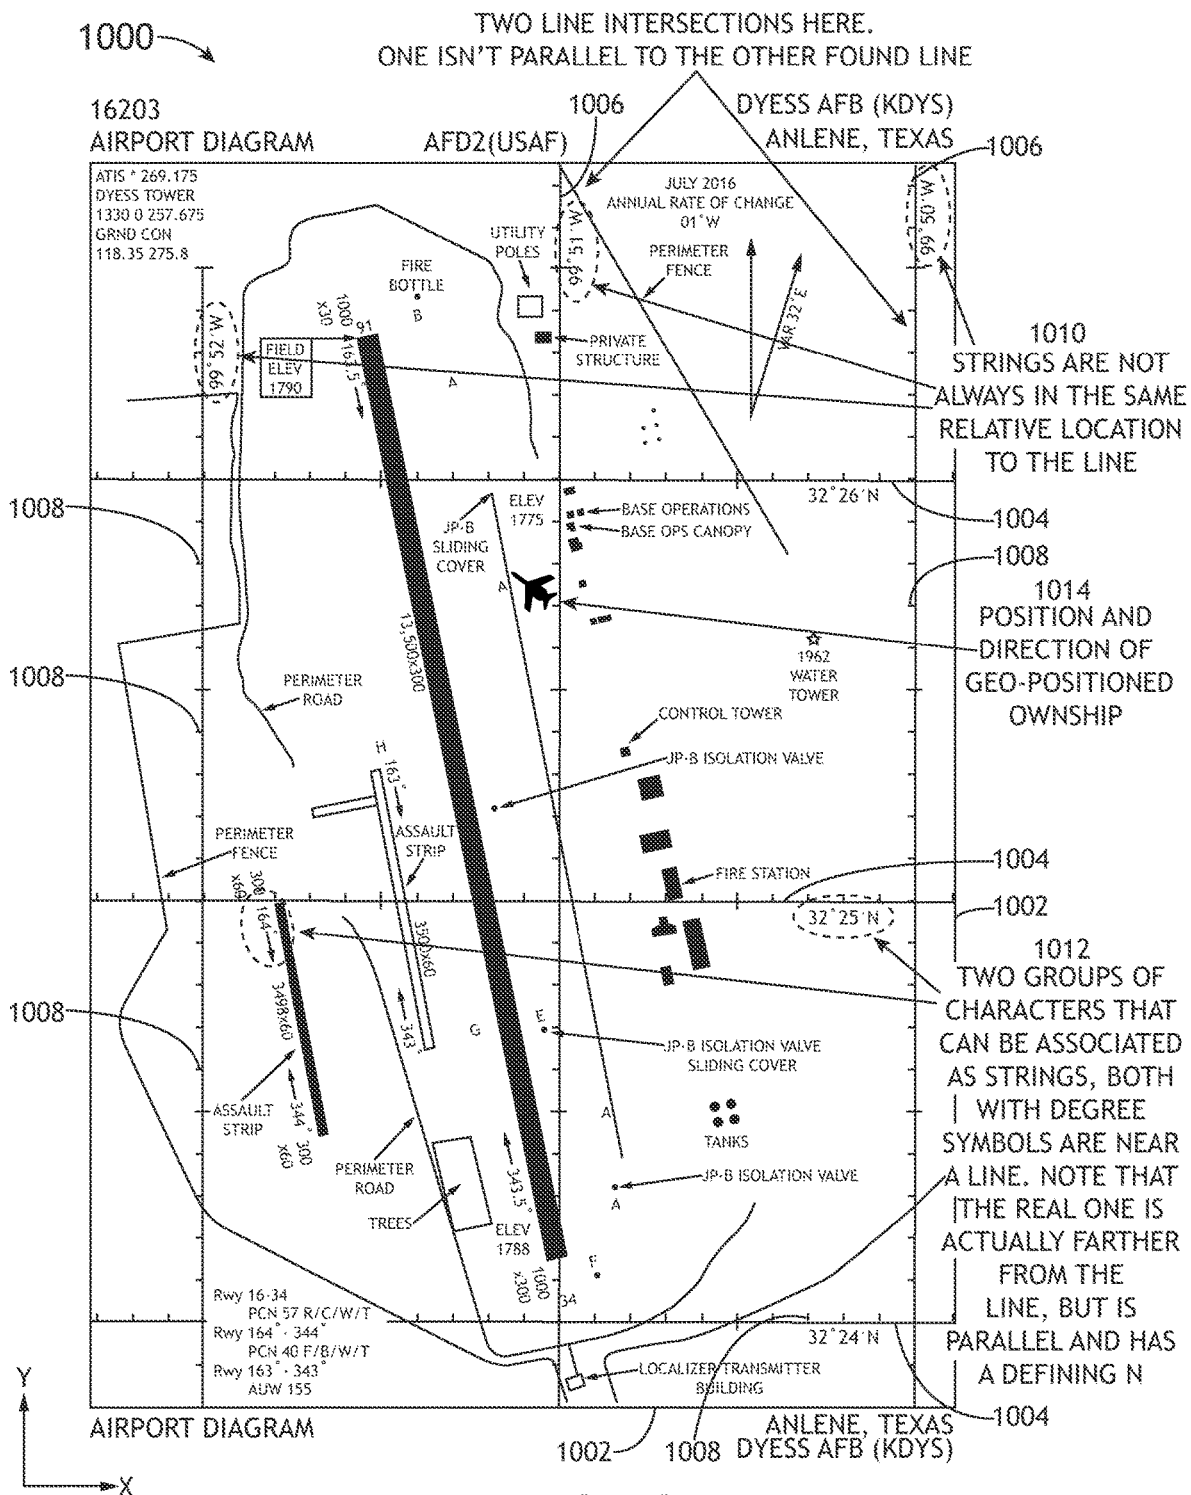 TWO LINE INTERSECTIONS HERE.
ONE ISN'T PARALLEL TO THE OTHER FOUND LINE
1000
16203
AIRPORT DIAGRAM
AFD2(USAF)
1006
DYESS AFB (KDYS)
ANLENE, TEXAS
1006
ATIS * 269.175
DYESS TOWER
1330 0 257.675
GRND CON
118.35 275.8
JULY 2016
ANNUAL RATE OF CHANGE
01°W
UTILITY
POLES
99°51'W
99°50'W
PERIMETER
FENCE
FIRE
BOTTLE
B
VAR 32°E
1000
x30
91
99°52'W
FIELD
ELEV
1790
163.5°
PRIVATE
STRUCTURE
A
1010
STRINGS ARE NOT
ALWAYS IN THE SAME
RELATIVE LOCATION
TO THE LINE
32°26'N
1004
1008
ELEV
1775
BASE OPERATIONS
BASE OPS CANOPY
JP-B
SLIDING
COVER
A
1008
1014
POSITION AND
DIRECTION OF
GEO-POSITIONED
OWNSHIP
13,500x300
1962
WATER
TOWER
1008
PERIMETER
ROAD
CONTROL TOWER
JP-B ISOLATION VALVE
H
163°
ASSAULT
STRIP
PERIMETER
FENCE
FIRE STATION
1004
300
x60
164°
32°25'N
1002
3500x60
1012
TWO GROUPS OF
CHARACTERS THAT
CAN BE ASSOCIATED
AS STRINGS, BOTH
WITH DEGREE
SYMBOLS ARE NEAR
A LINE. NOTE THAT
THE REAL ONE IS
ACTUALLY FARTHER
FROM THE
LINE, BUT IS
PARALLEL AND HAS
A DEFINING N
1008
3498x60
343°
G
E
JP-B ISOLATION VALVE
SLIDING COVER
ASSAULT
STRIP
344°
300
x60
A
TANKS
PERIMETER
ROAD
TREES
343.5°
JP-B ISOLATION VALVE
A
ELEV
1788
F
1000
x300
34
Rwy 16-34
PCN 57 R/C/W/T
Rwy 164° - 344°
PCN 40 F/B/W/T
Rwy 163° - 343°
AUW 155
32°24'N
LOCALIZER TRANSMITTER
BUILDING
1004
Y
X
AIRPORT DIAGRAM
1002
1008
ANLENE, TEXAS
DYESS AFB (KDYS)